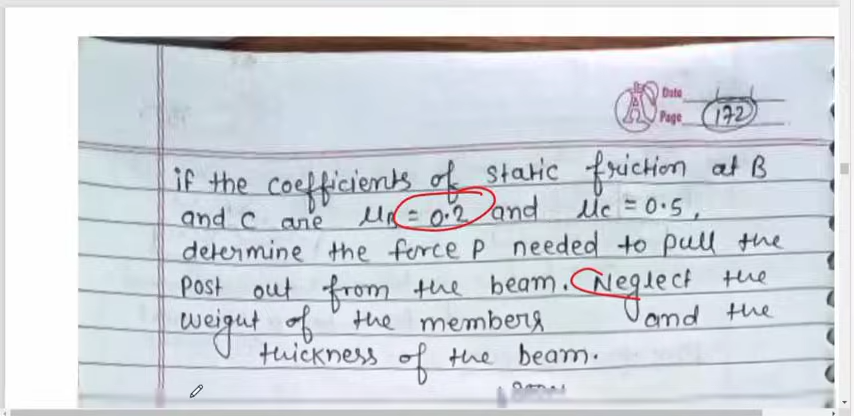 Date
Page 172
if the coefficients of static friction at B
and C are μB = 0.2 and μc = 0.5,
determine the force P needed to pull the
post out from the beam. Neglect the
weigut of the members and the
thickness of the beam.